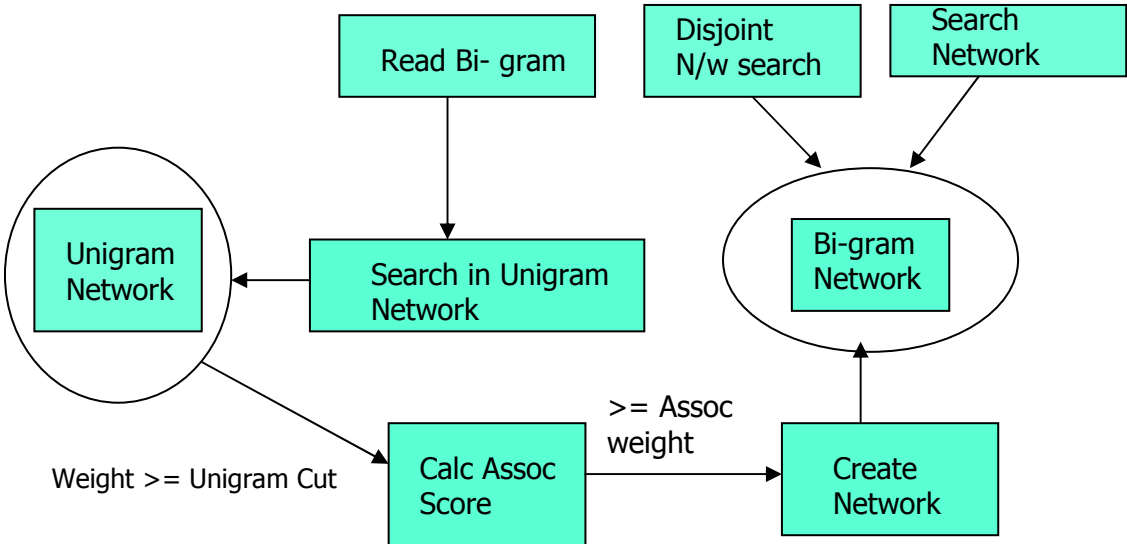 Read Bi- gram
Disjoint
N/w search
Search
Network
Unigram
Network
Search in Unigram
Network
Bi-gram
Network
Weight >= Unigram Cut
Calc Assoc
Score
>= Assoc
weight
Create
Network